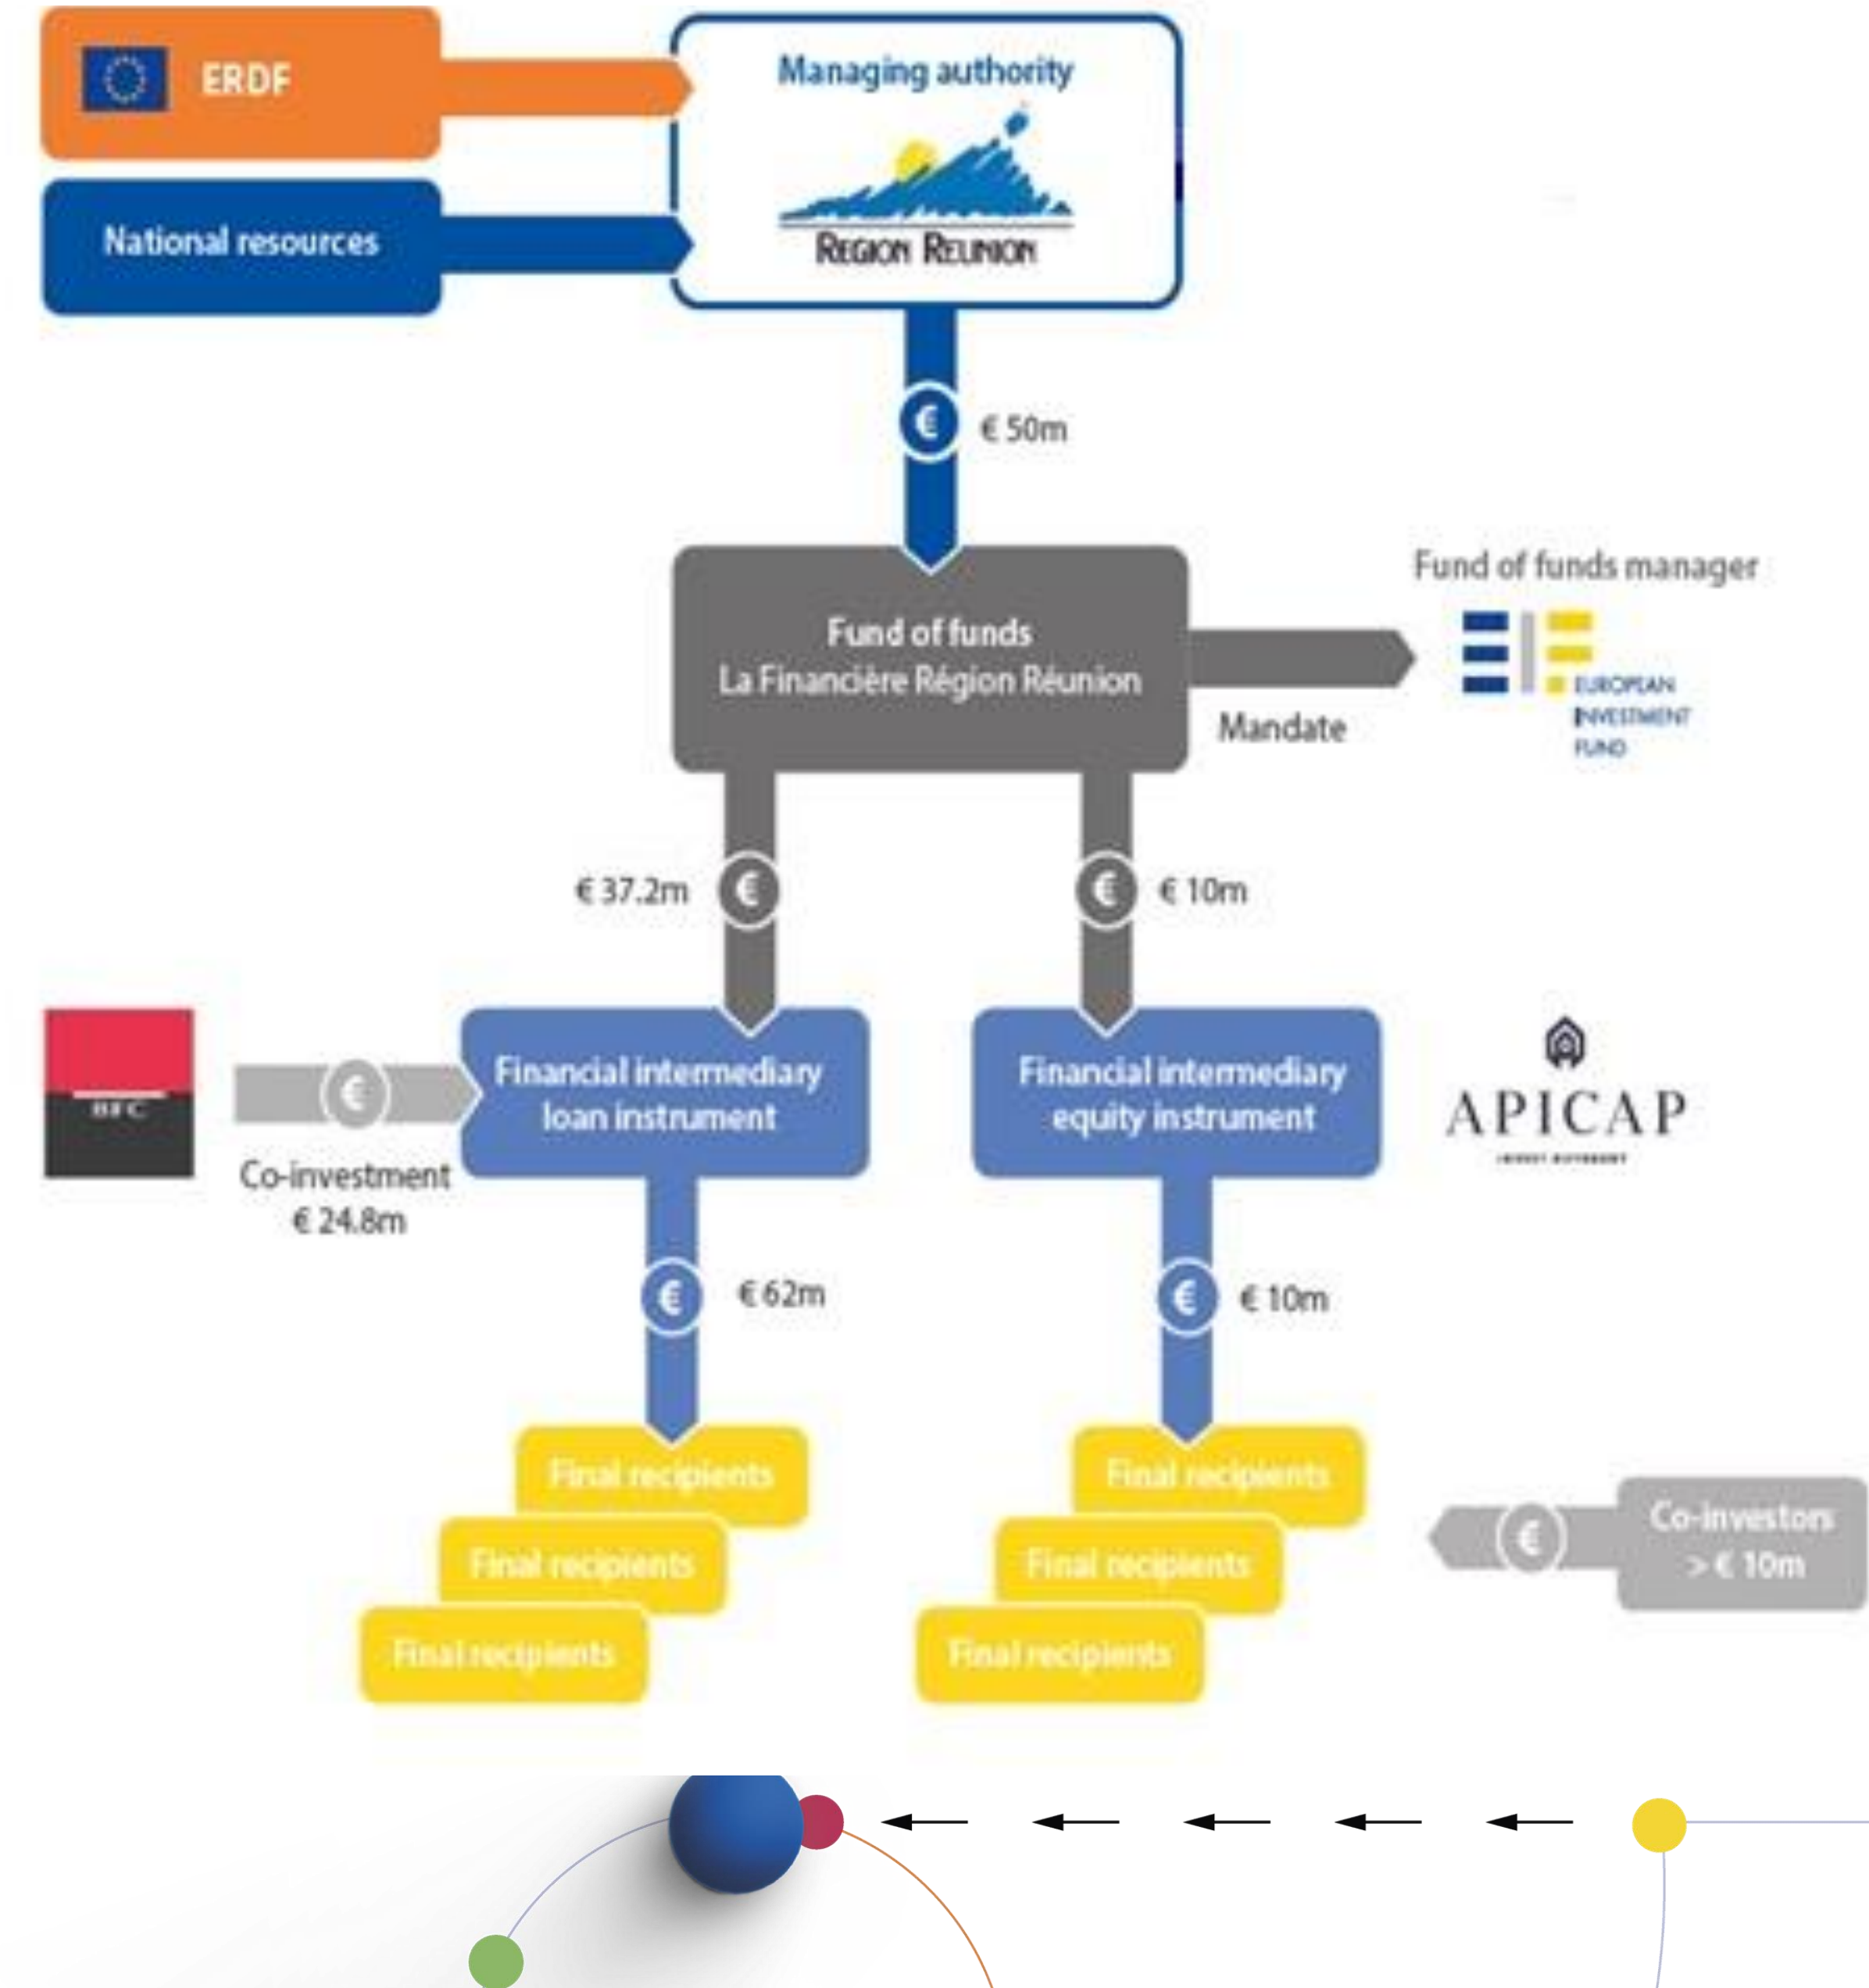 ERDF
Managing authority
REGION REUNION
National resources
€ 50m
Fund of funds manager
Fund of funds
La Financière Région Réunion
EUROPEAN
INVESTMENT
FUND
Mandate
€ 37.2m
€ 10m
BFC
Financial intermediary
loan instrument
Financial intermediary
equity instrument
APICAP
Co-investment
€ 24.8m
€ 62m
€ 10m
Final recipients
Final recipients
Final recipients
Final recipients
Final recipients
Final recipients
Co-investors
> € 10m